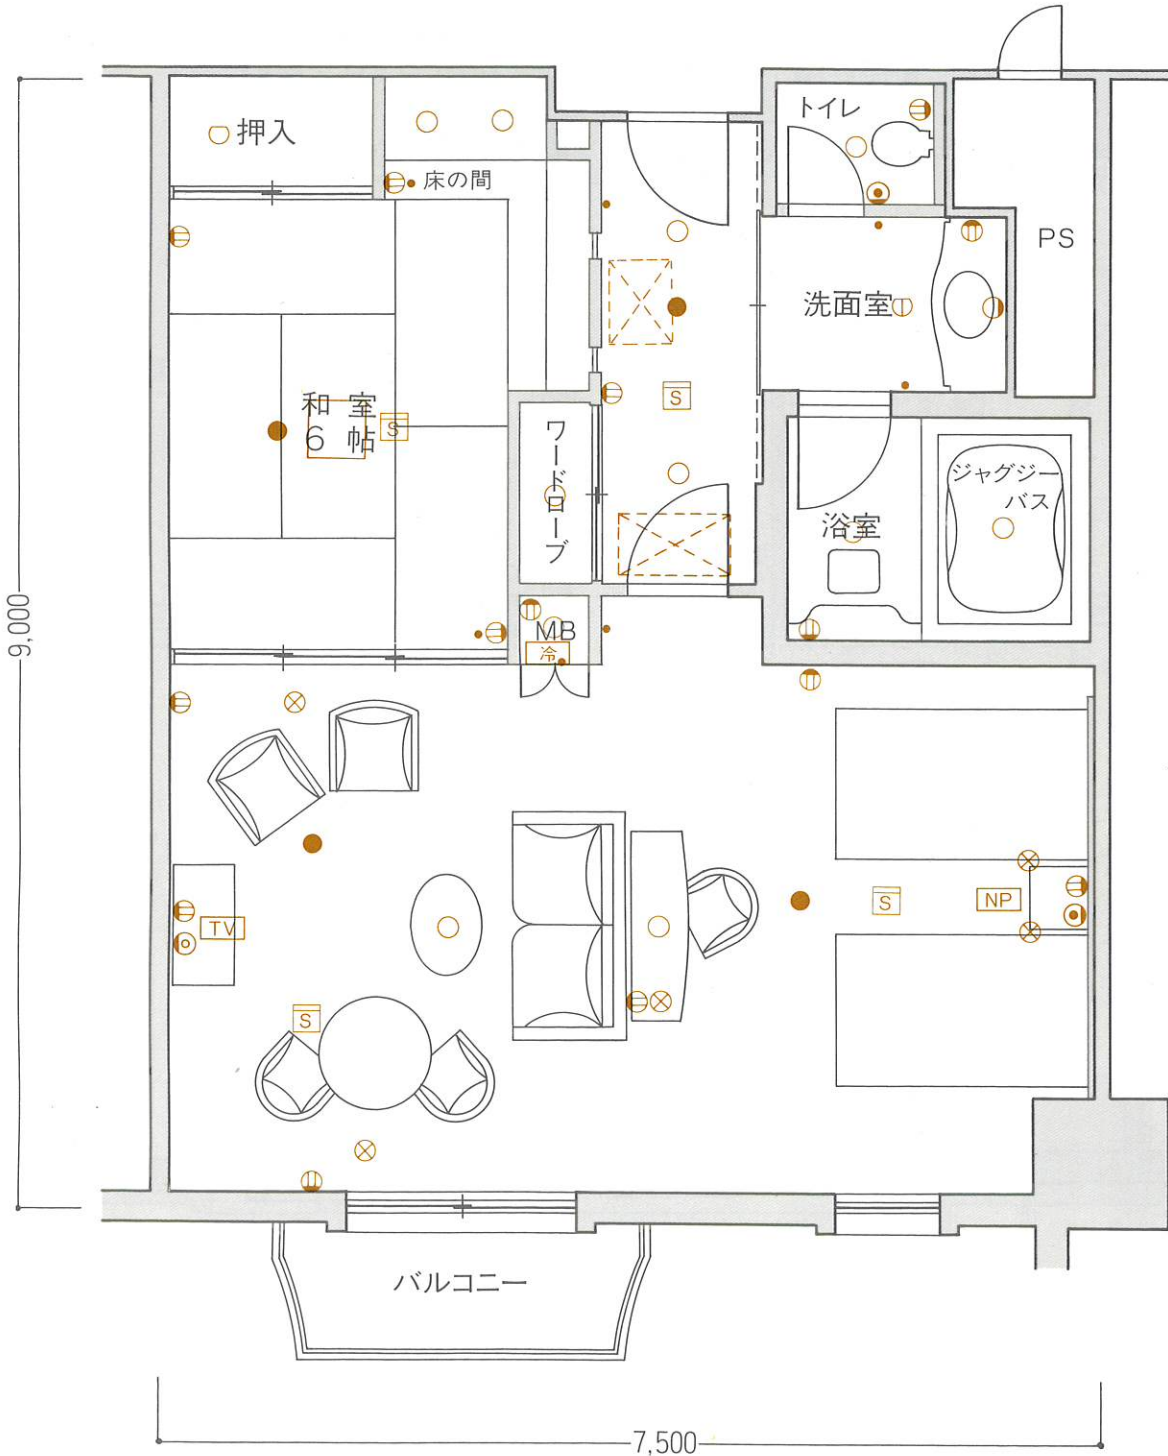 トイレ
押入
床の間
PS
洗面室
和室
6帖
S
S
ワードローブ
ジャグジー
バス
浴室
9,000
MB
冷
S
NP
TV
S
バルコニー
7,500